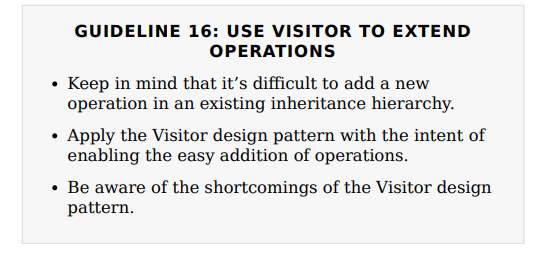 GUIDELINE 16: USE VISITOR TO EXTEND
OPERATIONS
• Keep in mind that it’s difficult to add a new
operation in an existing inheritance hierarchy.
• Apply the Visitor design pattern with the intent of
enabling the easy addition of operations.
• Be aware of the shortcomings of the Visitor design
pattern.